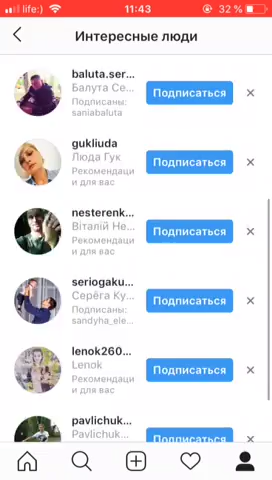 life:) 11:43 32 %
Интересные люди
baluta.ser...
Балута Се...
Подписаны:
saniabaluta
Подписаться
gukliuda
Люда Гук
Рекомендаци
и для вас
Подписаться
nesterenk...
Віталій Не...
Рекомендаци
и для вас
Подписаться
seriogaku...
Серёга Ку...
Подписаны:
sandyha_ele...
Подписаться
lenok260...
Lenok
Рекомендаци
и для вас
Подписаться
pavlichuk...
Pavlichuk...
Подписаться